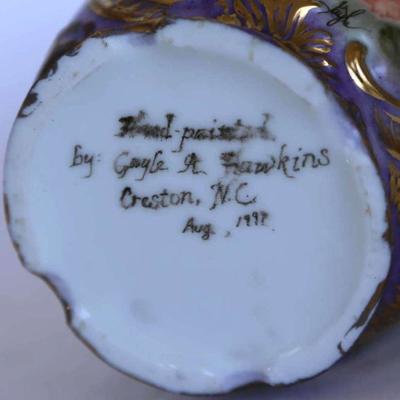 Hand-painted
by: Gayle A Hawkins
Creston, N.C.
Aug., 1997